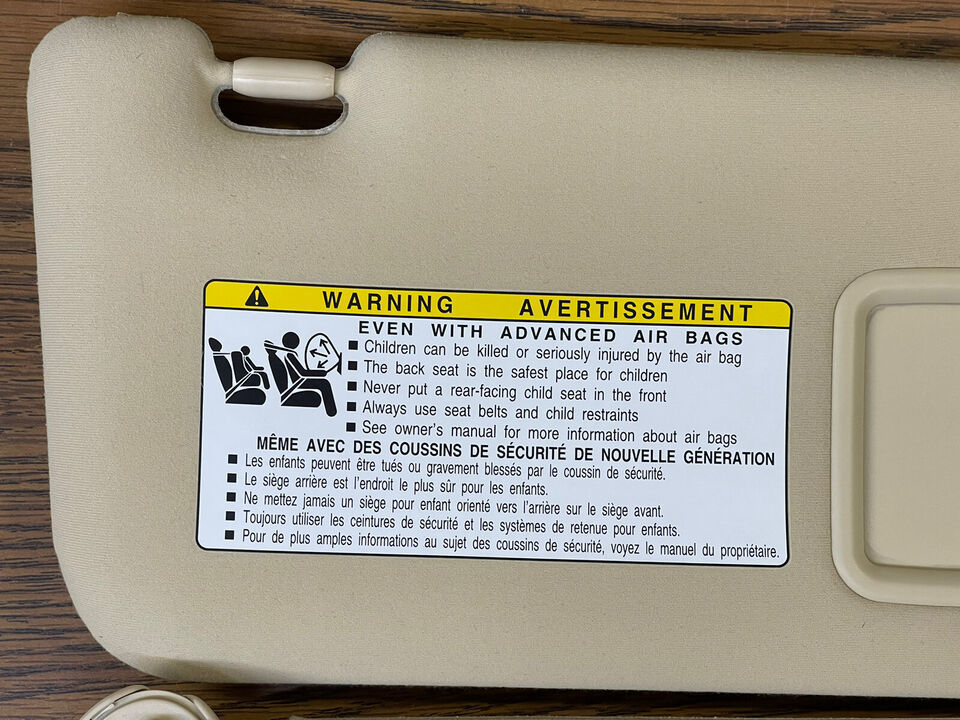 WARNING AVERTISSEMENT
EVEN WITH ADVANCED AIR BAGS
■ Children can be killed or seriously injured by the air bag
■ The back seat is the safest place for children
■ Never put a rear-facing child seat in the front
■ Always use seat belts and child restraints
■ See owner's manual for more information about air bags
MÊME AVEC DES COUSSINS DE SÉCURITÉ DE NOUVELLE GÉNÉRATION
■ Les enfants peuvent être tués ou gravement blessés par le coussin de sécurité.
■ Le siège arrière est l'endroit le plus sûr pour les enfants.
■ Ne mettez jamais un siège pour enfant orienté vers l'arrière sur le siège avant.
■ Toujours utiliser les ceintures de sécurité et les systèmes de retenue pour enfants.
■ Pour de plus amples informations au sujet des coussins de sécurité, voyez le manuel du propriétaire.